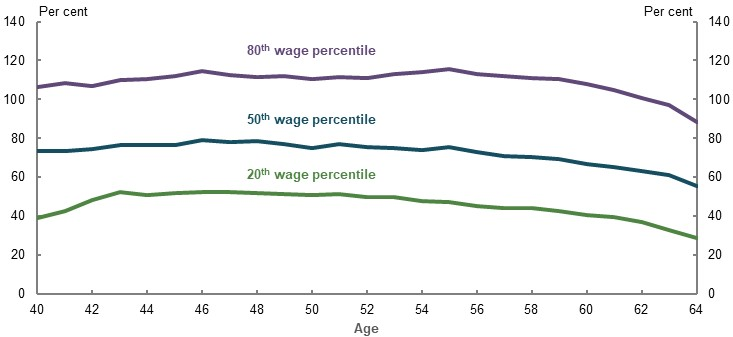 Per cent Per cent
140 140
80th wage percentile
120 120
100 100
50th wage percentile
80 80
20th wage percentile
60 60
40 40
20 20
0 0
40 42 44 46 48 50 52 54 56 58 60 62 64
Age